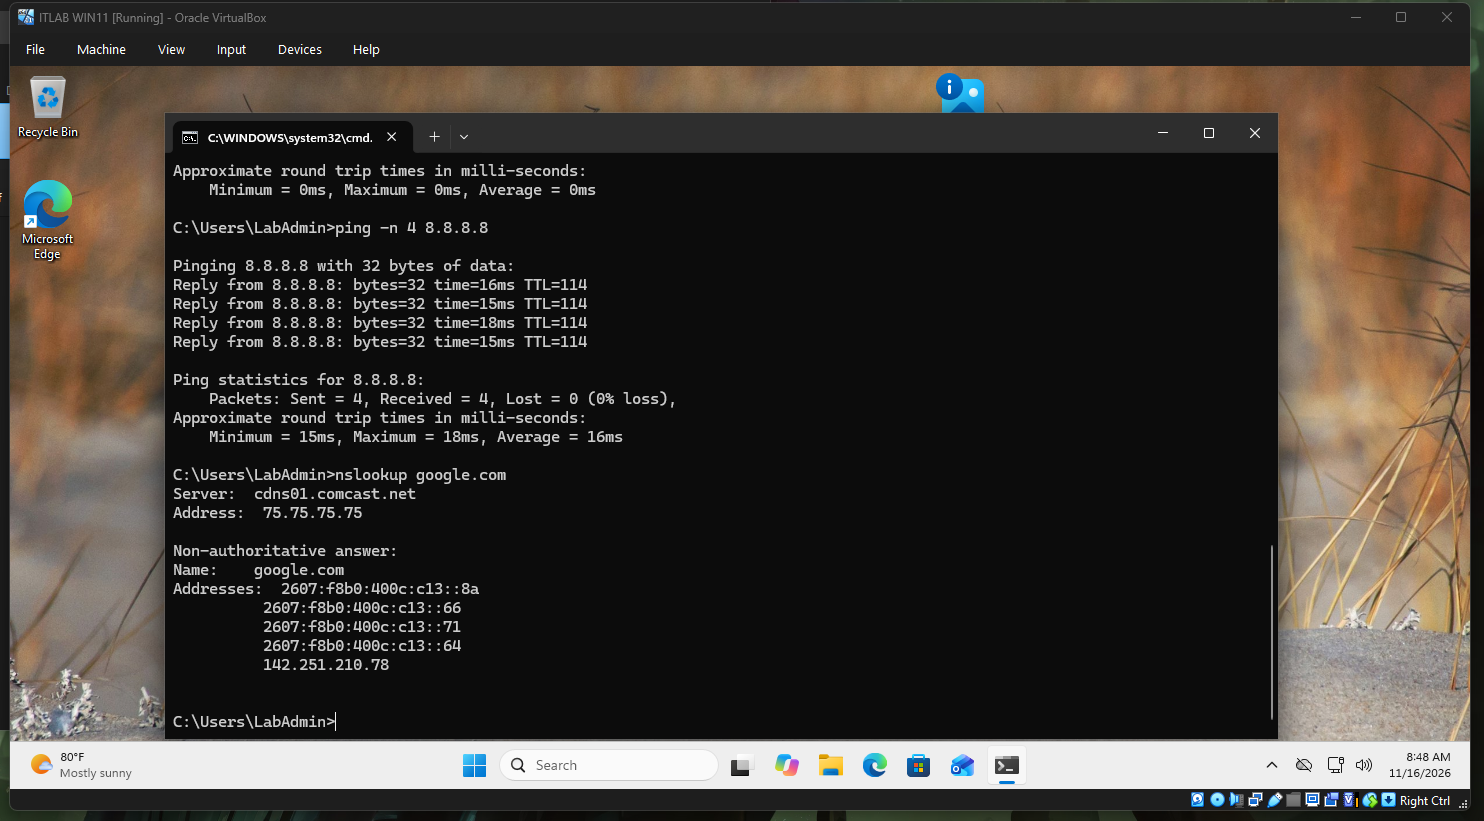 ITLAB WIN11 [Running] - Oracle VirtualBox
File Machine View Input Devices Help
Recycle Bin
Microsoft
Edge
C:\WINDOWS\system32\cmd.
Approximate round trip times in milli-seconds:
    Minimum = 0ms, Maximum = 0ms, Average = 0ms
C:\Users\LabAdmin>ping -n 4 8.8.8.8
Pinging 8.8.8.8 with 32 bytes of data:
Reply from 8.8.8.8: bytes=32 time=16ms TTL=114
Reply from 8.8.8.8: bytes=32 time=15ms TTL=114
Reply from 8.8.8.8: bytes=32 time=18ms TTL=114
Reply from 8.8.8.8: bytes=32 time=15ms TTL=114
Ping statistics for 8.8.8.8:
    Packets: Sent = 4, Received = 4, Lost = 0 (0% loss),
Approximate round trip times in milli-seconds:
    Minimum = 15ms, Maximum = 18ms, Average = 16ms
C:\Users\LabAdmin>nslookup google.com
Server:  cdns01.comcast.net
Address:  75.75.75.75
Non-authoritative answer:
Name:    google.com
Addresses:  2607:f8b0:400c:c13::8a
          2607:f8b0:400c:c13::66
          2607:f8b0:400c:c13::71
          2607:f8b0:400c:c13::64
          142.251.210.78
C:\Users\LabAdmin>
80°F
Mostly sunny
Search
8:48 AM
11/16/2026
Right Ctrl